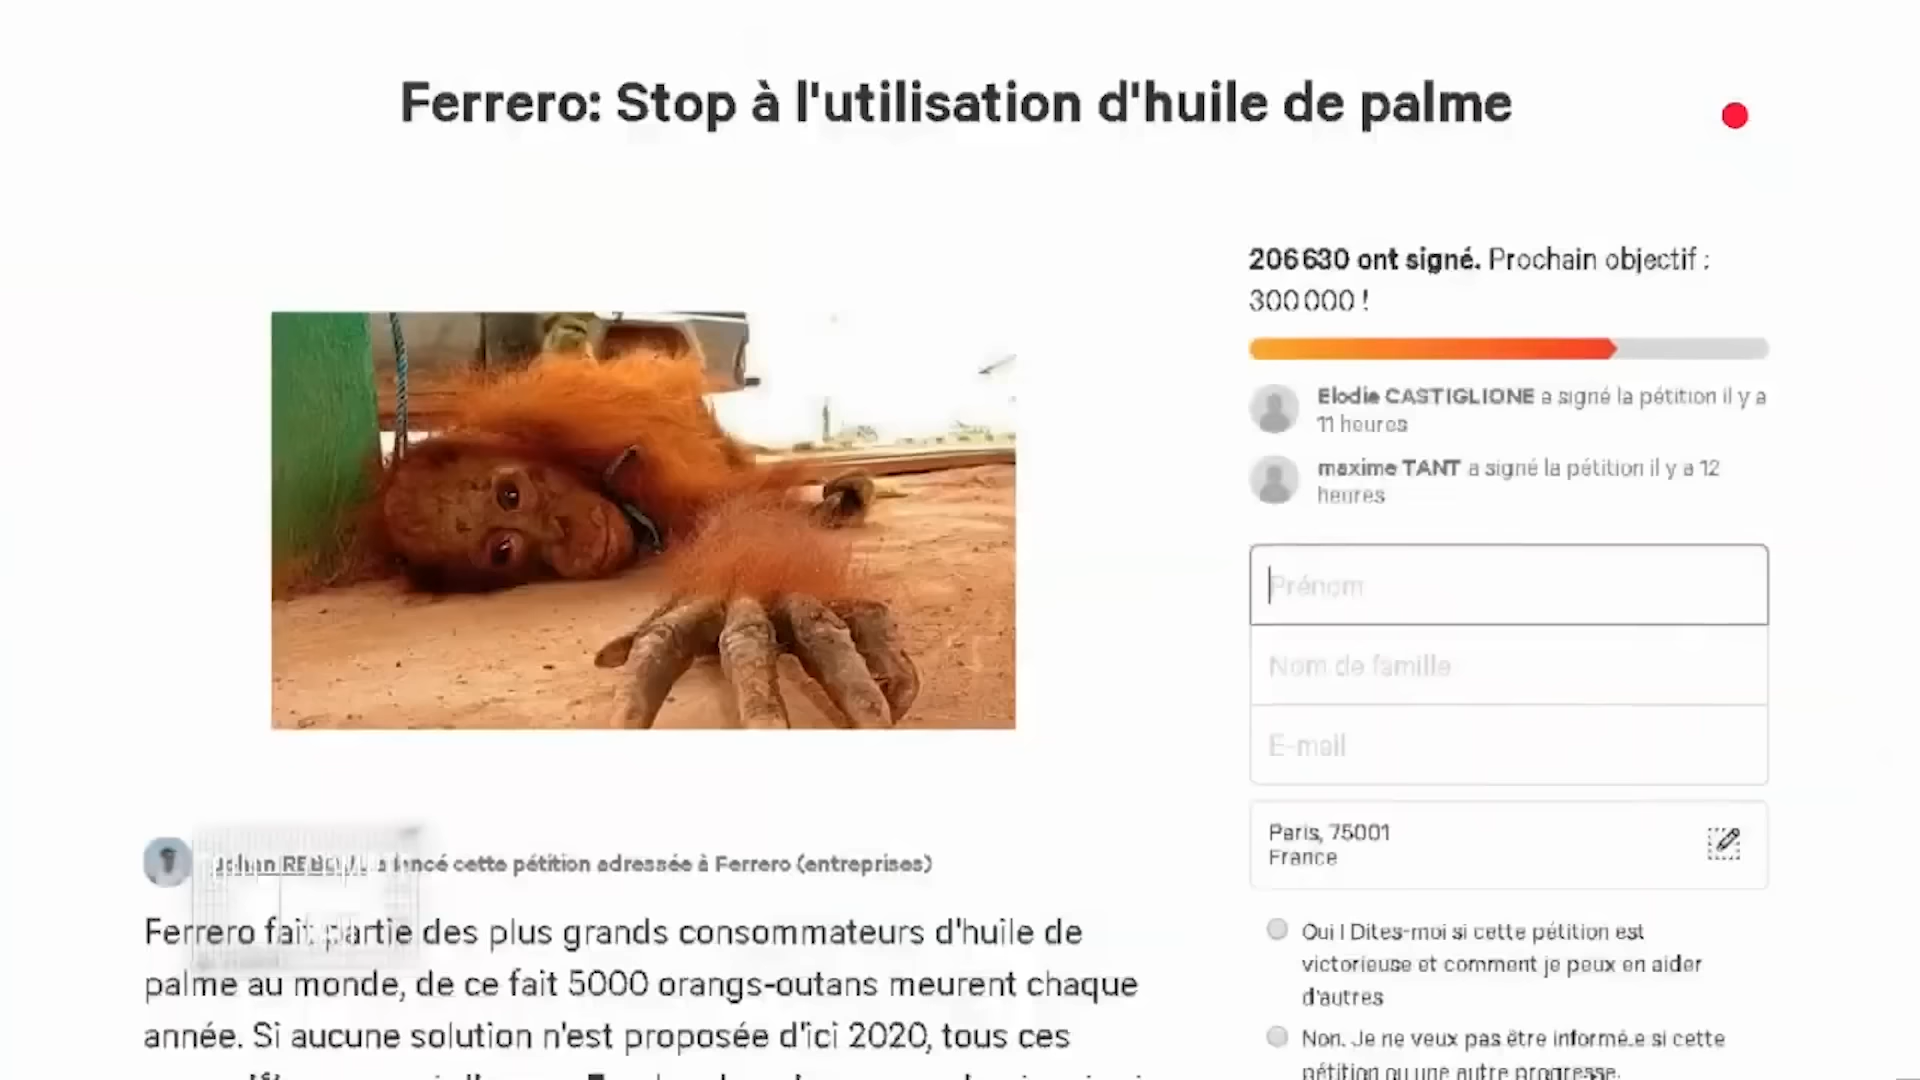 Ferrero: Stop à l'utilisation d'huile de palme
206 630 ont signé. Prochain objectif :
300 000 !
Elodie CASTIGLIONE a signé la pétition il y a
11 heures
maxime TANT a signé la pétition il y a 12
heures
Prénom
Nom de famille
E-mail
Paris, 75001
France
Oui ! Dites-moi si cette pétition est
victorieuse et comment je peux en aider
d'autres
Non. Je ne veux pas être informé.e si cette
pétition ou une autre progresse.
Johan a lancé cette pétition adressée à Ferrero (entreprises)
Ferrero fait partie des plus grands consommateurs d'huile de
palme au monde, de ce fait 5000 orangs-outans meurent chaque
année. Si aucune solution n'est proposée d'ici 2020, tous ces